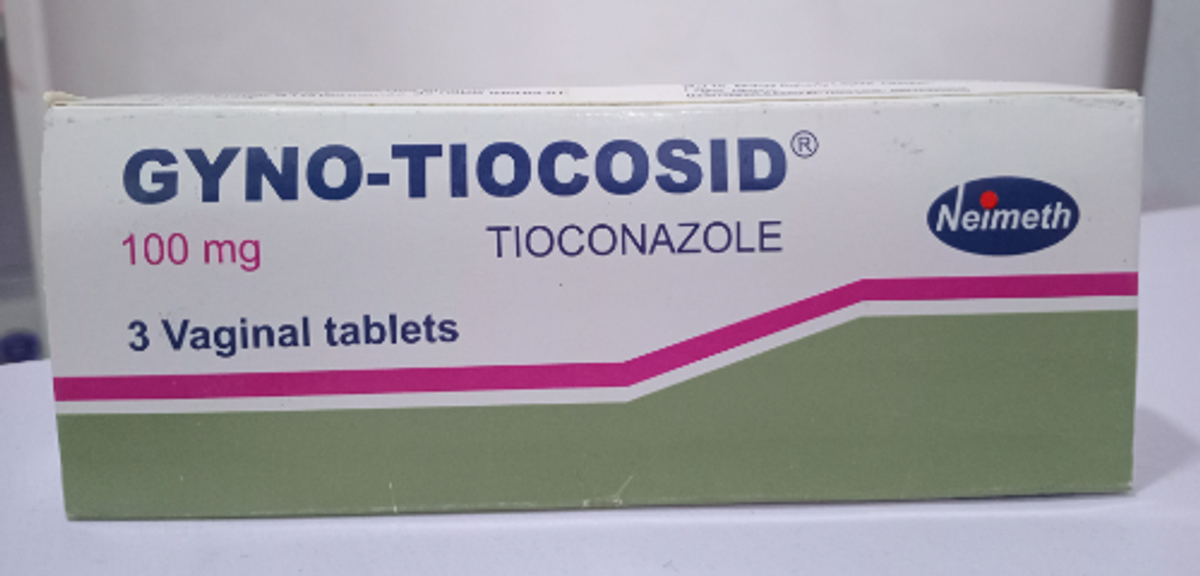 GYNO-TIOCOSID®
100 mg TIOCONAZOLE
Neimeth
3 Vaginal tablets